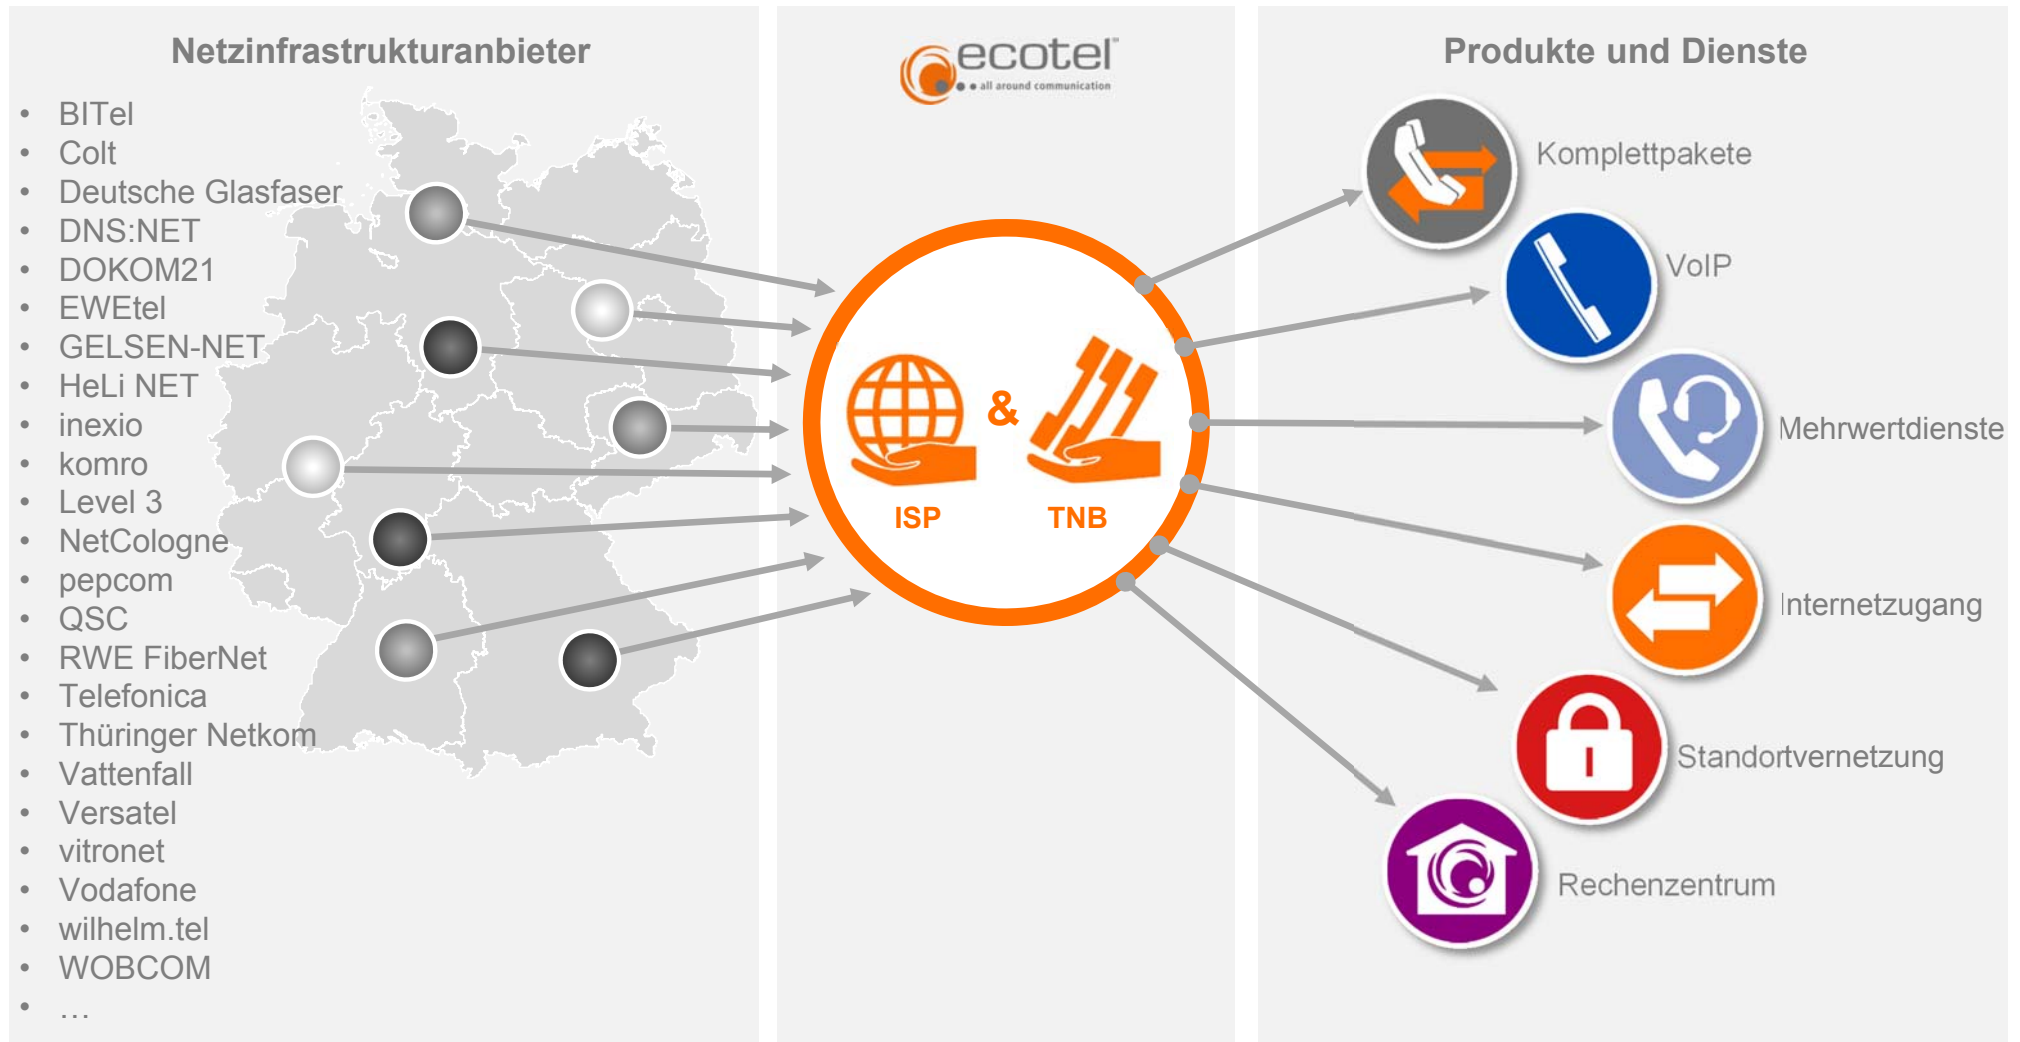 Netzinfrastrukturanbieter
• BITel
• Colt
• Deutsche Glasfaser
• DNS:NET
• DOKOM21
• EWEtel
• GELSEN-NET
• HeLi NET
• inexio
• komro
• Level 3
• NetCologne
• pepcom
• QSC
• RWE FiberNet
• Telefonica
• Thüringer Netkom
• Vattenfall
• Versatel
• vitronet
• Vodafone
• wilhelm.tel
• WOBCOM
• …
ecotel™
all around communication
&
ISP
TNB
Produkte und Dienste
Komplettpakete
VoIP
Mehrwertdienste
Internetzugang
Standortvernetzung
Rechenzentrum